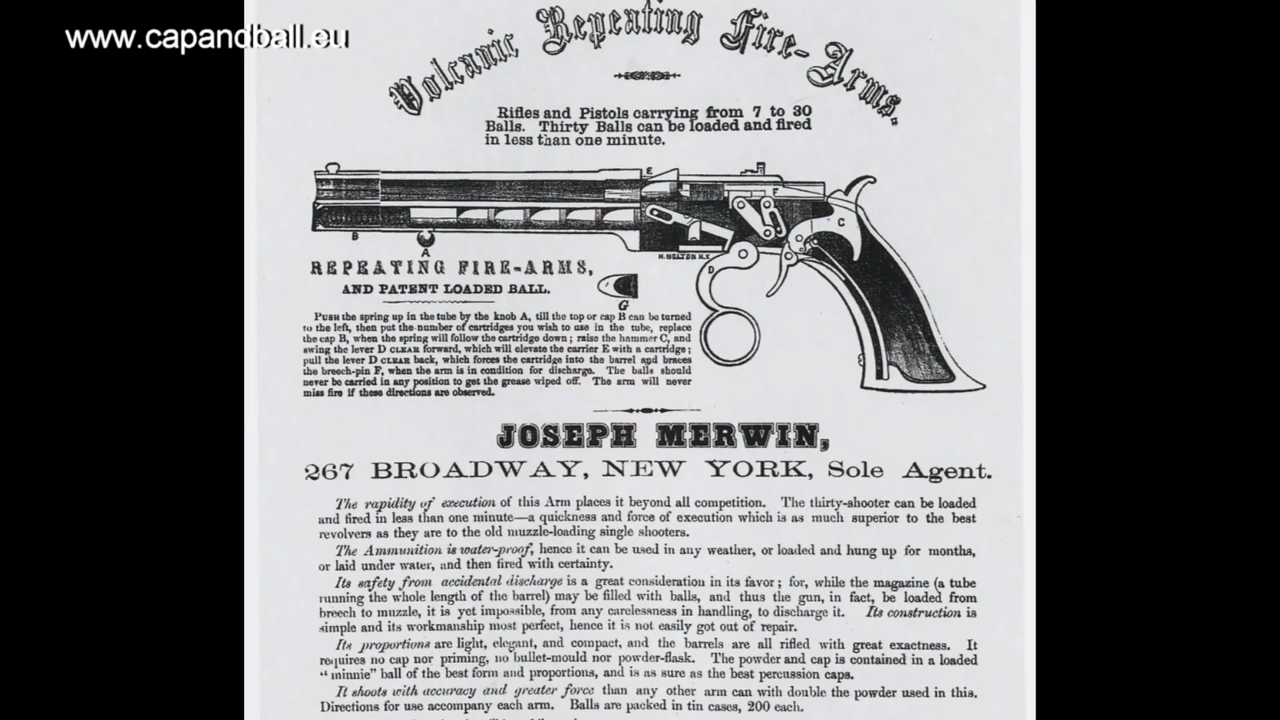 www.capandball.eu
Volcanic Repeating Fire-Arms.
Rifles and Pistols carrying from 7 to 30
Balls. Thirty Balls can be loaded and fired
in less than one minute.
E
F
C
B
A
N. BOLTON N.Y.
D
REPEATING FIRE-ARMS,
AND PATENT LOADED BALL.
G
PUSH the spring up in the tube by the knob A, till the top or cap B can be turned
to the left, then put the number of cartridges you wish to use in the tube, replace
the cap B, when the spring will follow the cartridge down ; raise the hammer C, and
swing the lever D CLEAR forward, which will elevate the carrier E with a cartridge ;
pull the lever D CLEAR back, which forces the cartridge into the barrel and braces
the breech-pin F, when the arm is in condition for discharge. The balls should
never be carried in any position to get the grease wiped off. The arm will never
miss fire if these directions are observed.
JOSEPH MERWIN,
267 BROADWAY, NEW YORK, Sole Agent.
The rapidity of execution of this Arm places it beyond all competition. The thirty-shooter can be loaded
and fired in less than one minute—a quickness and force of execution which is as much superior to the best
revolvers as they are to the old muzzle-loading single shooters.
The Ammunition is water-proof, hence it can be used in any weather, or loaded and hung up for months,
or laid under water, and then fired with certainty.
Its safety from accidental discharge is a great consideration in its favor ; for, while the magazine (a tube
running the whole length of the barrel) may be filled with balls, and thus the gun, in fact, be loaded from
breech to muzzle, it is yet impossible, from any carelessness in handling, to discharge it. Its construction is
simple and its workmanship most perfect, hence it is not easily got out of repair.
Its proportions are light, elegant, and compact, and the barrels are all rifled with great exactness. It
requires no cap nor priming, no bullet-mould nor powder-flask. The powder and cap is contained in a loaded
" minnie" ball of the best form and proportions, and is as sure as the best percussion caps.
It shoots with accuracy and greater force than any other arm can with double the powder used in this.
Directions for use accompany each arm. Balls are packed in tin cases, 200 each.